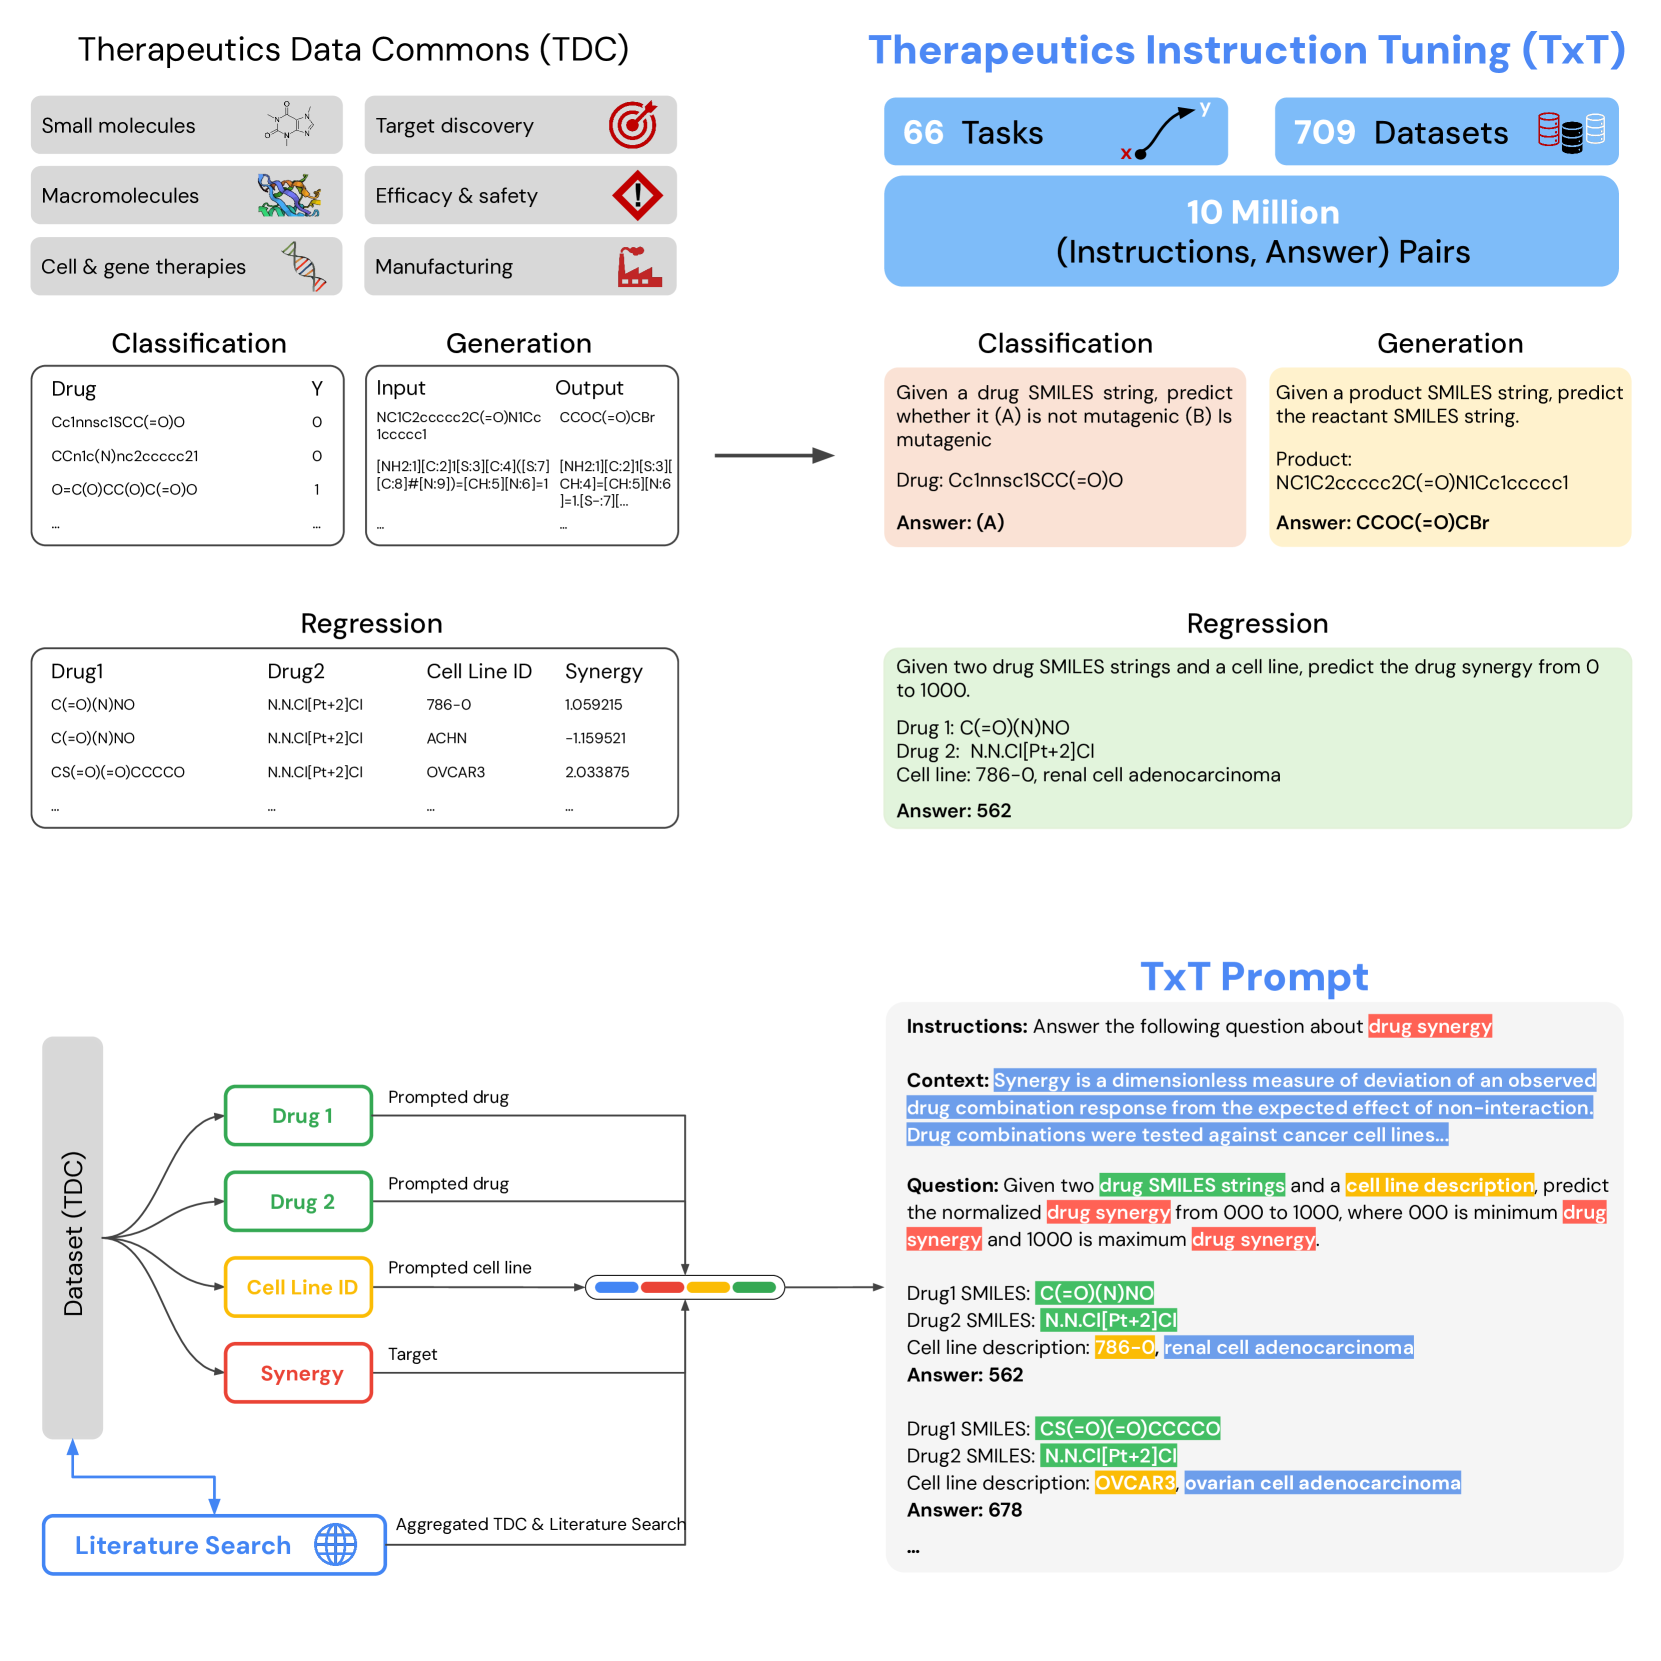 Therapeutics Data Commons (TDC)
Small molecules
Target discovery
Macromolecules
Efficacy & safety
Cell & gene therapies
Manufacturing
Classification
Drug Y
Cc1nnsc1SCC(=O)O 0
CCn1c(N)nc2ccccc21 0
O=C(O)CC(O)C(=O)O 1
... ...
Generation
Input Output
NC1C2ccccc2C(=O)N1Cc CCOC(=O)CBr
1ccccc1
[NH2:1][C:2]1[S:3][C:4]([S:7] [NH2:1][C:2]1[S:3][
[C:8]#[N:9])=[CH:5][N:6]=1 CH:4]=[CH:5][N:6
]=1.[S-:7][...
... ...
Regression
Drug1 Drug2 Cell Line ID Synergy
C(=O)(N)NO N.N.Cl[Pt+2]Cl 786-0 1.059215
C(=O)(N)NO N.N.Cl[Pt+2]Cl ACHN -1.159521
CS(=O)(=O)CCCCO N.N.Cl[Pt+2]Cl OVCAR3 2.033875
... ... ... ...
Therapeutics Instruction Tuning (TxT)
66 Tasks
x
y
709 Datasets
10 Million
(Instructions, Answer) Pairs
Classification
Given a drug SMILES string, predict
whether it (A) is not mutagenic (B) Is
mutagenic
Drug: Cc1nnsc1SCC(=O)O
Answer: (A)
Generation
Given a product SMILES string, predict
the reactant SMILES string.
Product:
NC1C2ccccc2C(=O)N1Cc1ccccc1
Answer: CCOC(=O)CBr
Regression
Given two drug SMILES strings and a cell line, predict the drug synergy from 0
to 1000.
Drug 1: C(=O)(N)NO
Drug 2: N.N.Cl[Pt+2]Cl
Cell line: 786-0, renal cell adenocarcinoma
Answer: 562
Dataset (TDC)
Drug 1
Prompted drug
Drug 2
Prompted drug
Cell Line ID
Prompted cell line
Synergy
Target
Literature Search
Aggregated TDC & Literature Search
TxT Prompt
Instructions: Answer the following question about drug synergy
Context: Synergy is a dimensionless measure of deviation of an observed
drug combination response from the expected effect of non-interaction.
Drug combinations were tested against cancer cell lines...
Question: Given two drug SMILES strings and a cell line description, predict
the normalized drug synergy from 000 to 1000, where 000 is minimum drug
synergy and 1000 is maximum drug synergy.
Drug1 SMILES: C(=O)(N)NO
Drug2 SMILES: N.N.Cl[Pt+2]Cl
Cell line description: 786-0, renal cell adenocarcinoma
Answer: 562
Drug1 SMILES: CS(=O)(=O)CCCCO
Drug2 SMILES: N.N.Cl[Pt+2]Cl
Cell line description: OVCAR3, ovarian cell adenocarcinoma
Answer: 678
...